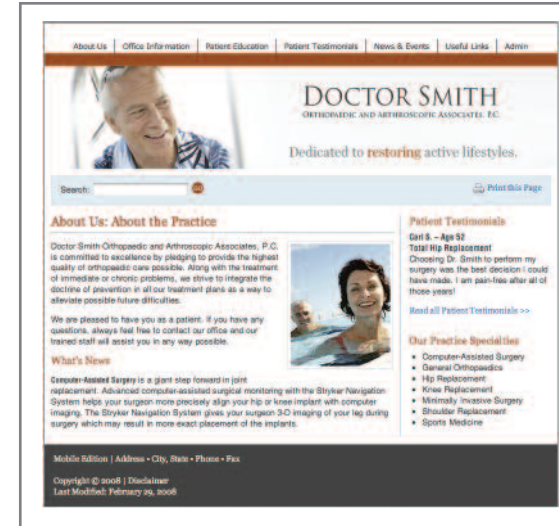 About Us | Office Information | Patient Education | Patient Testimonials | News & Events | Useful Links | Admin
DOCTOR SMITH
ORTHOPAEDIC AND ARTHROSCOPIC ASSOCIATES, P.C.
Dedicated to restoring active lifestyles.
Search:
GO
Print this Page
About Us: About the Practice
Doctor Smith Orthopaedic and Arthroscopic Associates, P.C.
is committed to excellence by pledging to provide the highest
quality of orthopaedic care possible. Along with the treatment
of immediate or chronic problems, we strive to integrate the
doctrine of prevention in all our treatment plans as a way to
alleviate possible future difficulties.
We are pleased to have you as a patient. If you have any
questions, always feel free to contact our office and our
trained staff will assist you in any way possible.
What's News
Computer-Assisted Surgery is a giant step forward in joint
replacement. Advanced computer-assisted surgical monitoring with the Stryker Navigation
System helps your surgeon more precisely align your hip or knee implant with computer
imaging. The Stryker Navigation System gives your surgeon 3-D imaging of your leg during
surgery which may result in more exact placement of the implants.
Patient Testimonials
Carl S. – Age 52
Total Hip Replacement
Choosing Dr. Smith to perform my
surgery was the best decision I could
have made. I am pain-free after all of
those years!
Read all Patient Testimonials >>
Our Practice Specialties
• Computer-Assisted Surgery
• General Orthopaedics
• Hip Replacement
• Knee Replacement
• Minimally Invasive Surgery
• Shoulder Replacement
• Sports Medicine
Mobile Edition | Address • City, State • Phone • Fax
Copyright © 2008 | Disclaimer
Last Modified: February 29, 2008